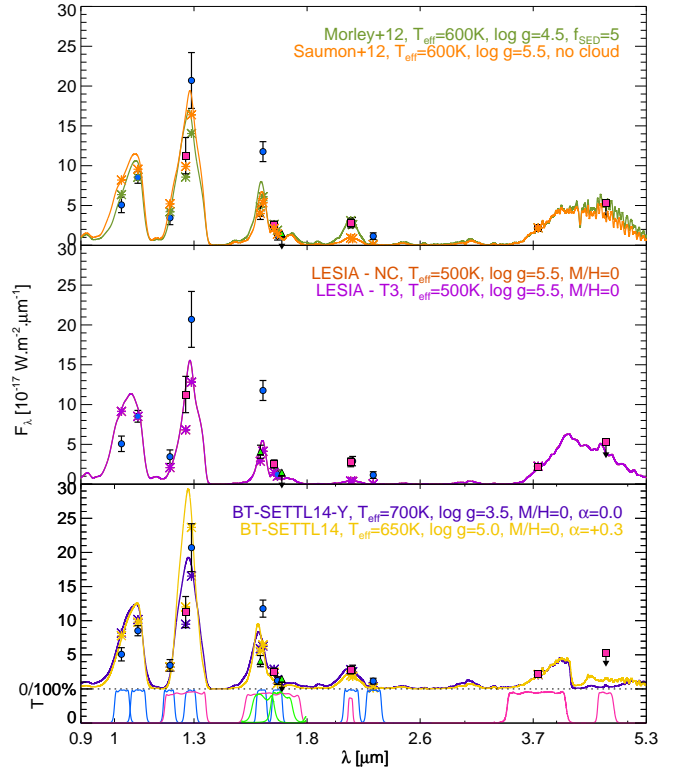 30
Morley+12, T_eff=600K, log g=4.5, f_SED=5
Saumon+12, T_eff=600K, log g=5.5, no cloud
25
20
15
10
5
30
LESIA - NC, T_eff=500K, log g=5.5, M/H=0
LESIA - T3, T_eff=500K, log g=5.5, M/H=0
25
20
15
10
5
F_λ [10^-17 W.m^-2.μm^-1]
30
BT-SETTL14-Y, T_eff=700K, log g=3.5, M/H=0, α=0.0
BT-SETTL14, T_eff=650K, log g=5.0, M/H=0, α=+0.3
25
20
15
10
5
0/100%
T
0
0.9 1 1.3 1.8 2.6 3.7 5.3
λ [μm]